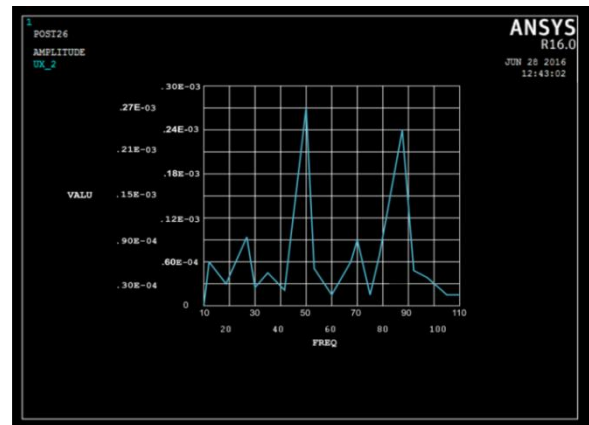 1
POST26
AMPLITUDE
UX_2
ANSYS
R16.0
JUN 28 2016
12:43:02
.30E-03
.27E-03
.24E-03
.21E-03
.18E-03
VALU .15E-03
.12E-03
.90E-04
.60E-04
.30E-04
0
10 30 50 70 90 110
20 40 60 80 100
FREQ